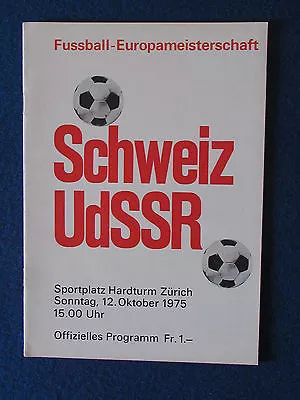 Fussball-Europameisterschaft
Schweiz
UdSSR
Sportplatz Hardturm Zürich
Sonntag, 12. Oktober 1975
15.00 Uhr
Offizielles Programm Fr. 1.–